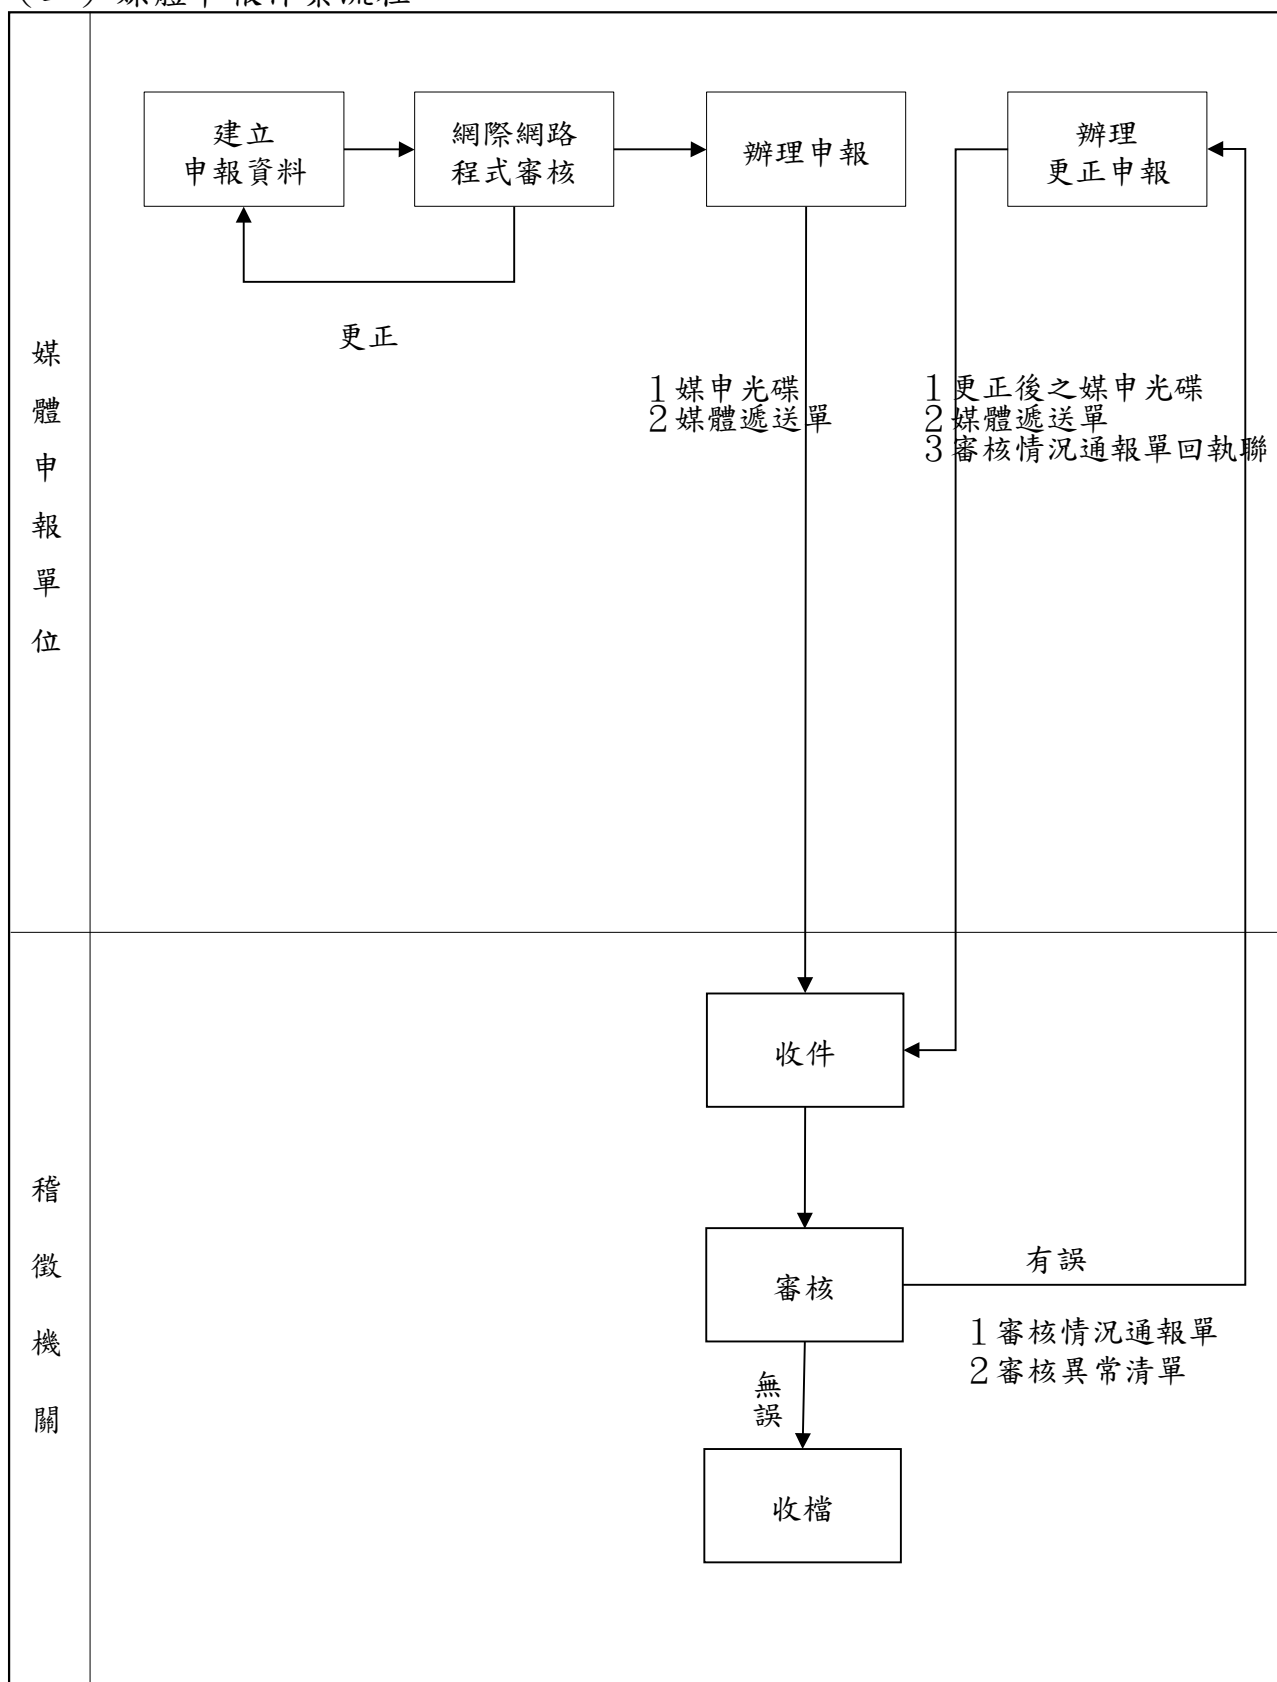 媒體申報作業流程
建立
申報資料
網際網路
程式審核
辦理申報
辦理
更正申報
更正
1媒申光碟
2媒體遞送單
1更正後之媒申光碟
2媒體遞送單
3審核情況通報單回執聯
媒體申報單位
收件
審核
有誤
1審核情況通報單
2審核異常清單
無誤
收檔
稽徵機關